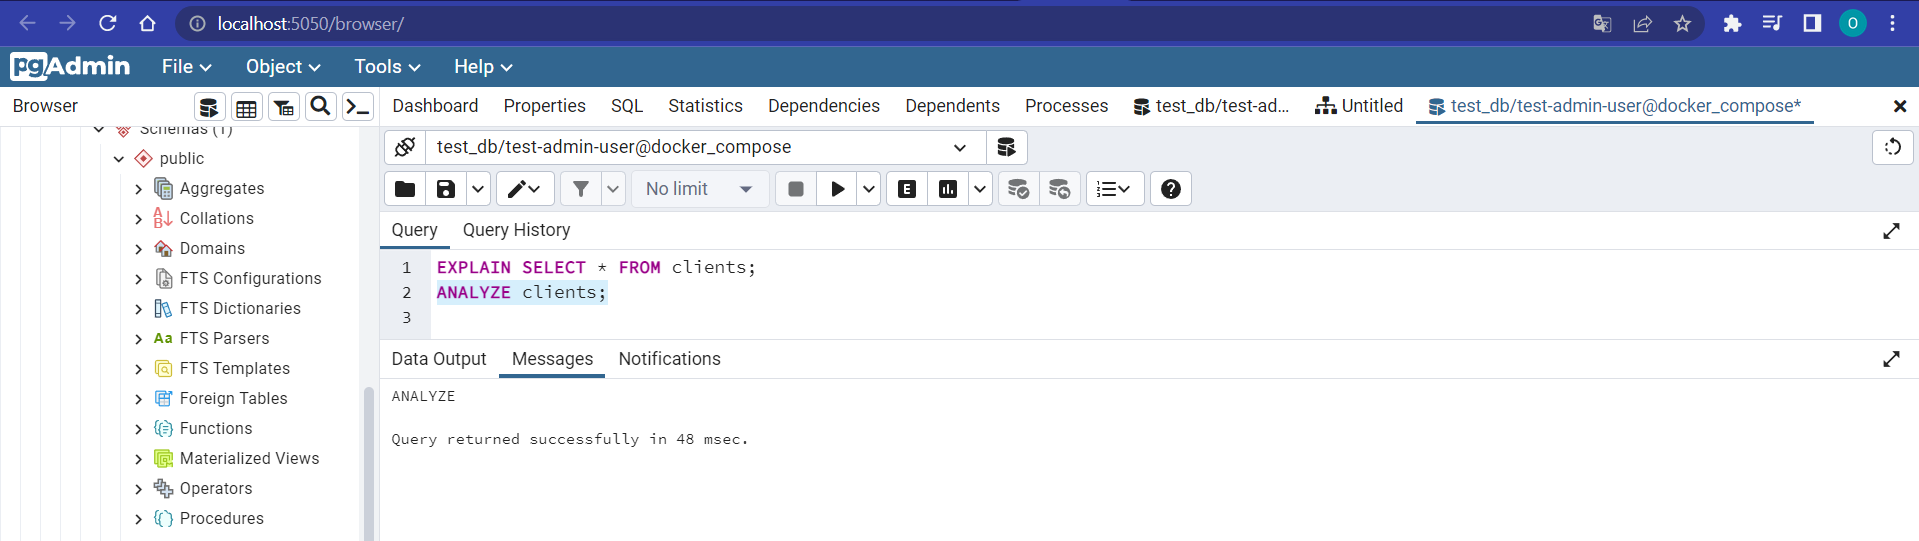 localhost:5050/browser/
O
pgAdmin File Object Tools Help
Browser
Dashboard Properties SQL Statistics Dependencies Dependents Processes test_db/test-ad... Untitled test_db/test-admin-user@docker_compose*
Schemas (1)
public
Aggregates
Collations
Domains
FTS Configurations
FTS Dictionaries
Aa FTS Parsers
FTS Templates
Foreign Tables
Functions
Materialized Views
Operators
Procedures
test_db/test-admin-user@docker_compose
No limit
E
Query Query History
1 EXPLAIN SELECT * FROM clients;
2 ANALYZE clients;
3
Data Output Messages Notifications
ANALYZE
Query returned successfully in 48 msec.